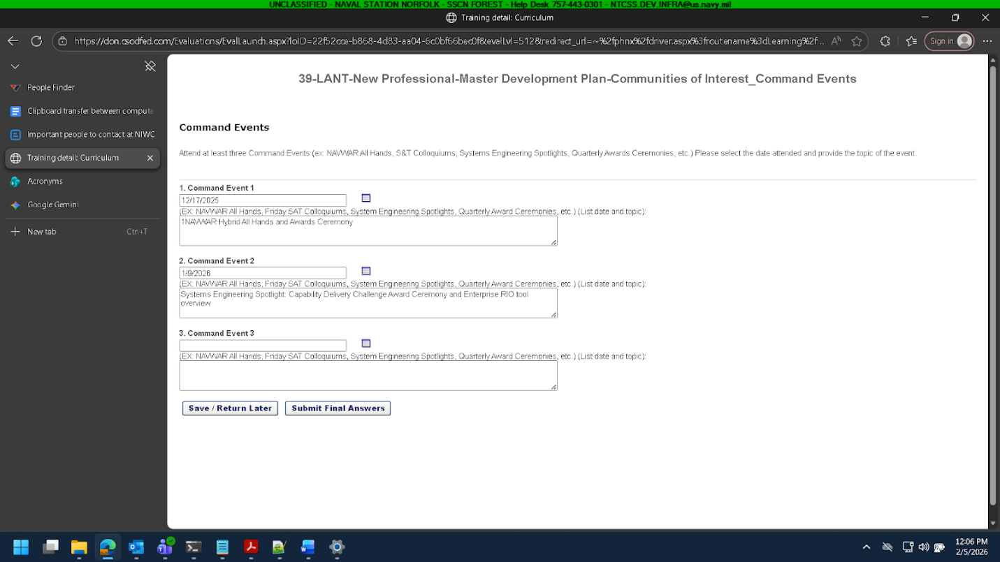 UNCLASSIFIED - NAVAL STATION NORFOLK - SSCN FOREST - Help Desk 757-443-0301 - NTCSS.DEV.INFRA@us.navy.mil
Training detail: Curriculum
https://don.csodfed.com/Evaluations/EvalLaunch.aspx?loID=22f52cce-b868-4d83-aa04-6c0bf66bec0f&evalLvl=512&redirect_url=~%2fphnx%2fdriver.aspx%3froutename%3dLearning%2f...
Sign in
People Finder
Clipboard transfer between compute
Important people to contact at NIWC
Training detail: Curriculum
Acronyms
Google Gemini
New tab Ctrl+T
39-LANT-New Professional-Master Development Plan-Communities of Interest_Command Events
Command Events
Attend at least three Command Events (ex: NAVWAR All Hands, S&T Colloquiums, Systems Engineering Spotlights, Quarterly Awards Ceremonies, etc.) Please select the date attended and provide the topic of the event.
1. Command Event 1
12/17/2025
(EX: NAVWAR All Hands, Friday SAT Colloquiums, System Engineering Spotlights, Quarterly Award Ceremonies, etc.) (List date and topic):
1NAVWAR Hybrid All Hands and Awards Ceremony
2. Command Event 2
1/9/2026
(EX: NAVWAR All Hands, Friday SAT Colloquiums, System Engineering Spotlights, Quarterly Award Ceremonies, etc.) (List date and topic):
Systems Engineering Spotlight: Capability Delivery Challenge Award Ceremony and Enterprise RIO tool
overview
3. Command Event 3
(EX: NAVWAR All Hands, Friday SAT Colloquiums, System Engineering Spotlights, Quarterly Award Ceremonies, etc.) (List date and topic):
Save / Return Later Submit Final Answers
12:06 PM
2/5/2026